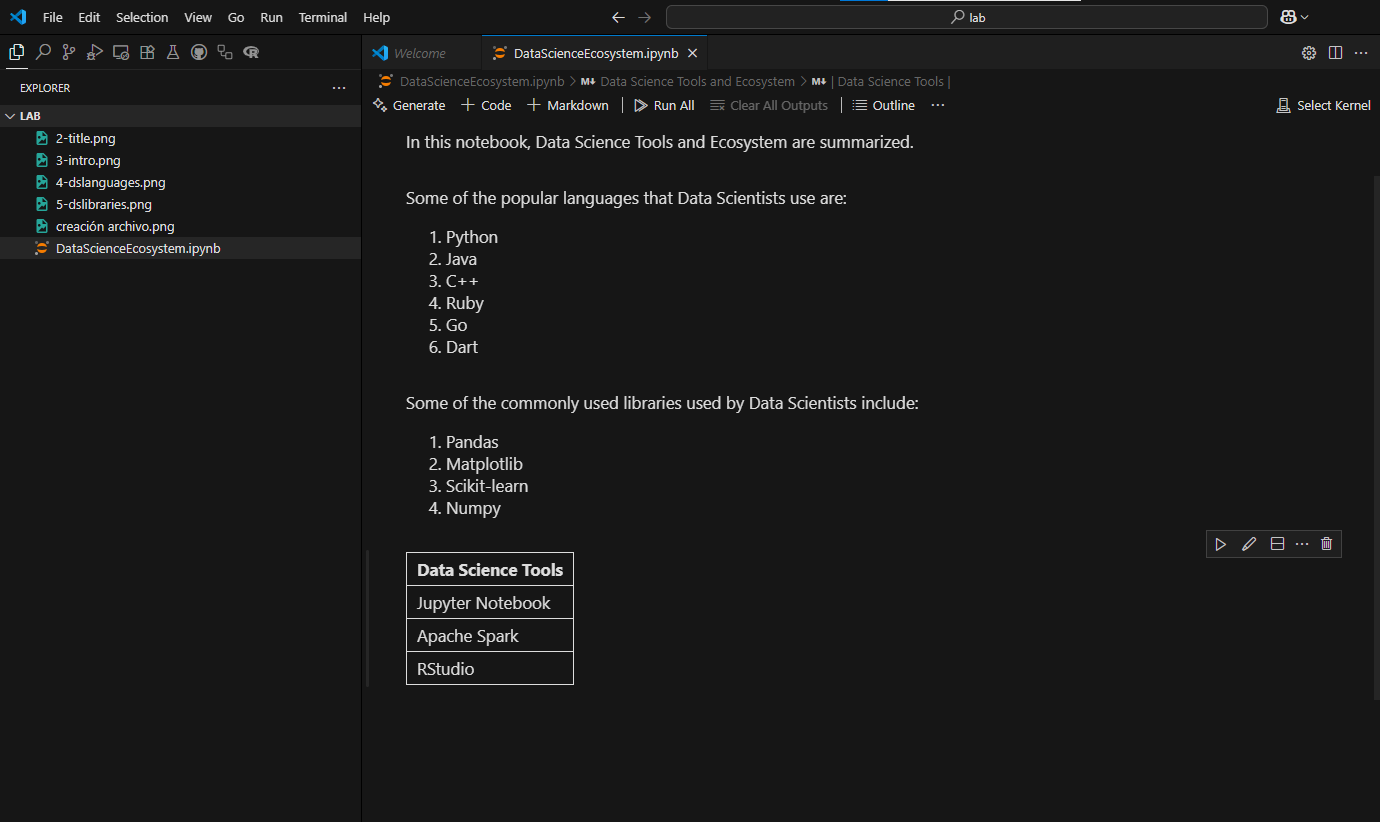 File Edit Selection View Go Run Terminal Help
lab
Welcome
DataScienceEcosystem.ipynb
EXPLORER
DataScienceEcosystem.ipynb > M↓ Data Science Tools and Ecosystem > M↓ | Data Science Tools |
Generate + Code + Markdown | Run All Clear All Outputs | Outline ... Select Kernel
LAB
2-title.png
3-intro.png
4-dslanguages.png
5-dslibraries.png
creación archivo.png
DataScienceEcosystem.ipynb
In this notebook, Data Science Tools and Ecosystem are summarized.
Some of the popular languages that Data Scientists use are:
1. Python
2. Java
3. C++
4. Ruby
5. Go
6. Dart
Some of the commonly used libraries used by Data Scientists include:
1. Pandas
2. Matplotlib
3. Scikit-learn
4. Numpy
Data Science Tools
Jupyter Notebook
Apache Spark
RStudio